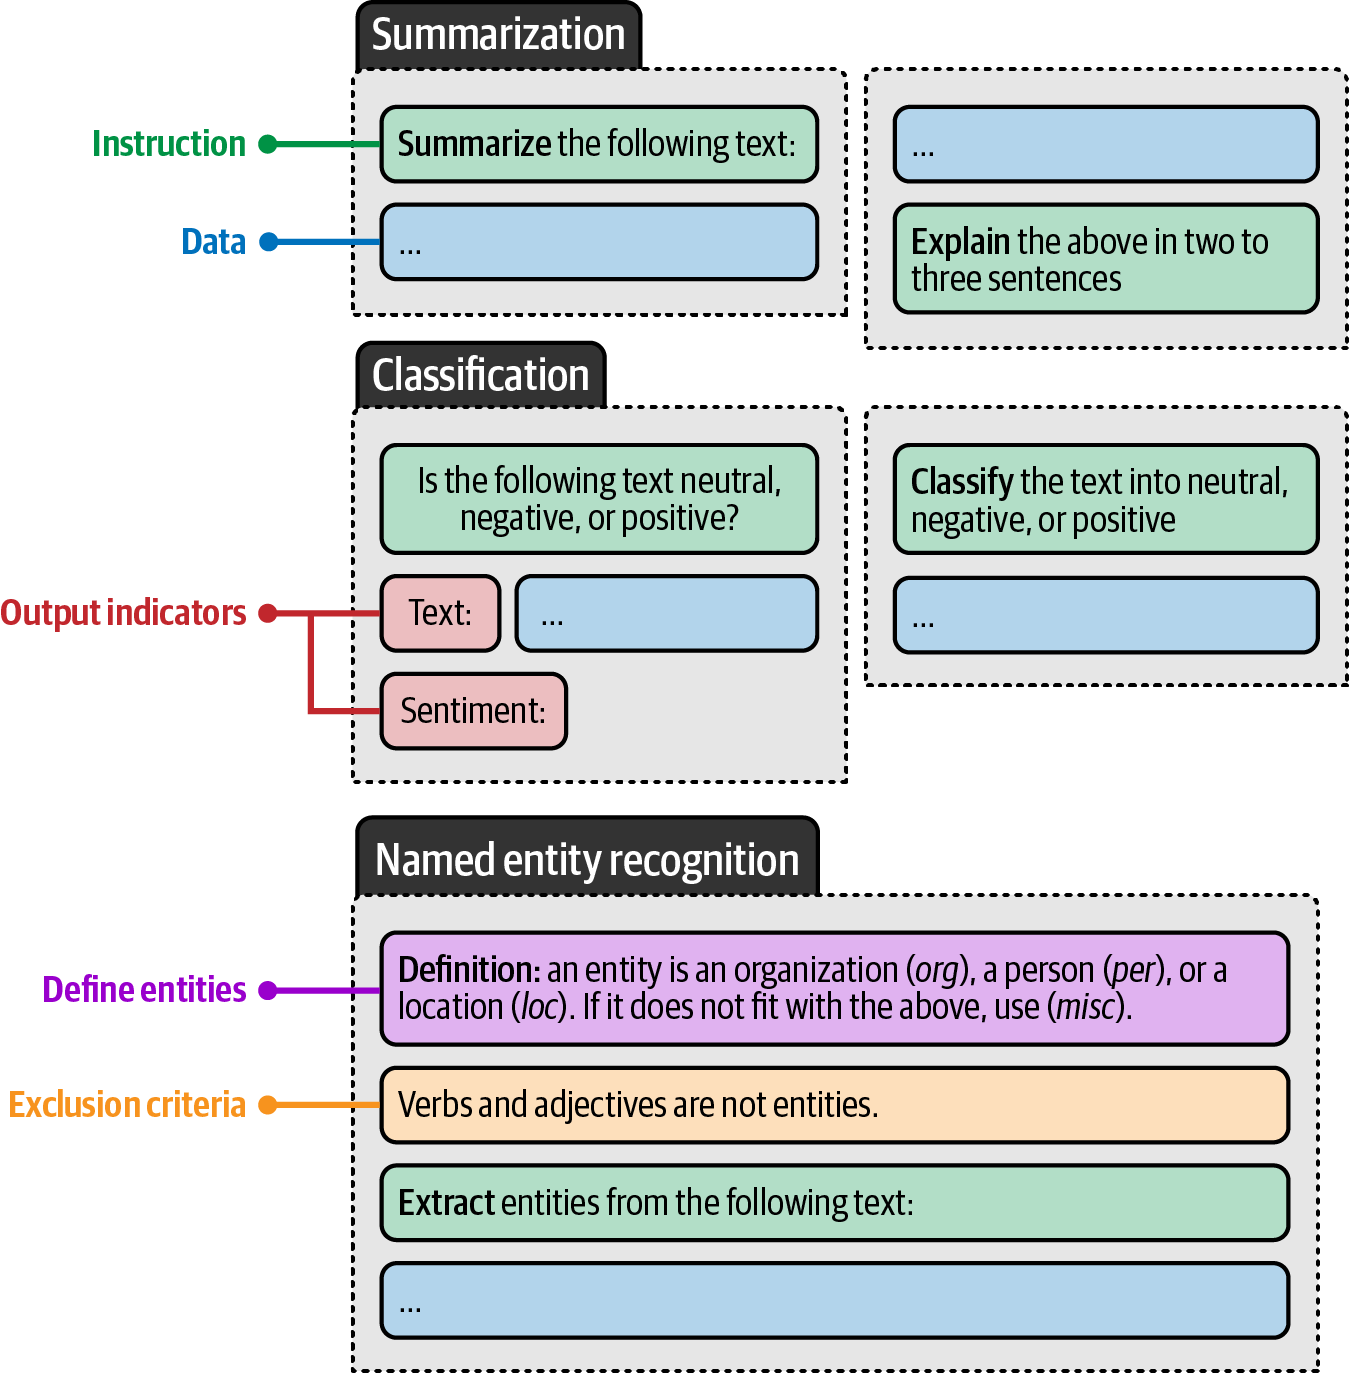 Summarization
Instruction
Summarize the following text:
Data
...
...
Explain the above in two to
three sentences
Classification
Is the following text neutral,
negative, or positive?
Output indicators
Text:
...
Sentiment:
Classify the text into neutral,
negative, or positive
...
Named entity recognition
Define entities
Definition: an entity is an organization (org), a person (per), or a
location (loc). If it does not fit with the above, use (misc).
Exclusion criteria
Verbs and adjectives are not entities.
Extract entities from the following text:
...